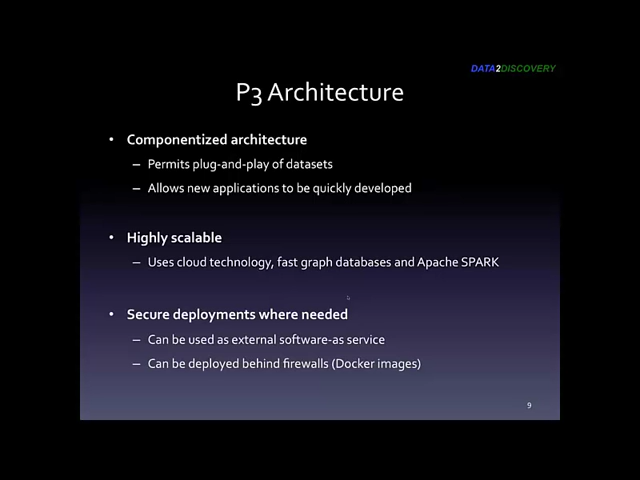 DATA2DISCOVERY
P3 Architecture
• Componentized architecture
– Permits plug-and-play of datasets
– Allows new applications to be quickly developed
• Highly scalable
– Uses cloud technology, fast graph databases and Apache SPARK
• Secure deployments where needed
– Can be used as external software-as service
– Can be deployed behind firewalls (Docker images)
9